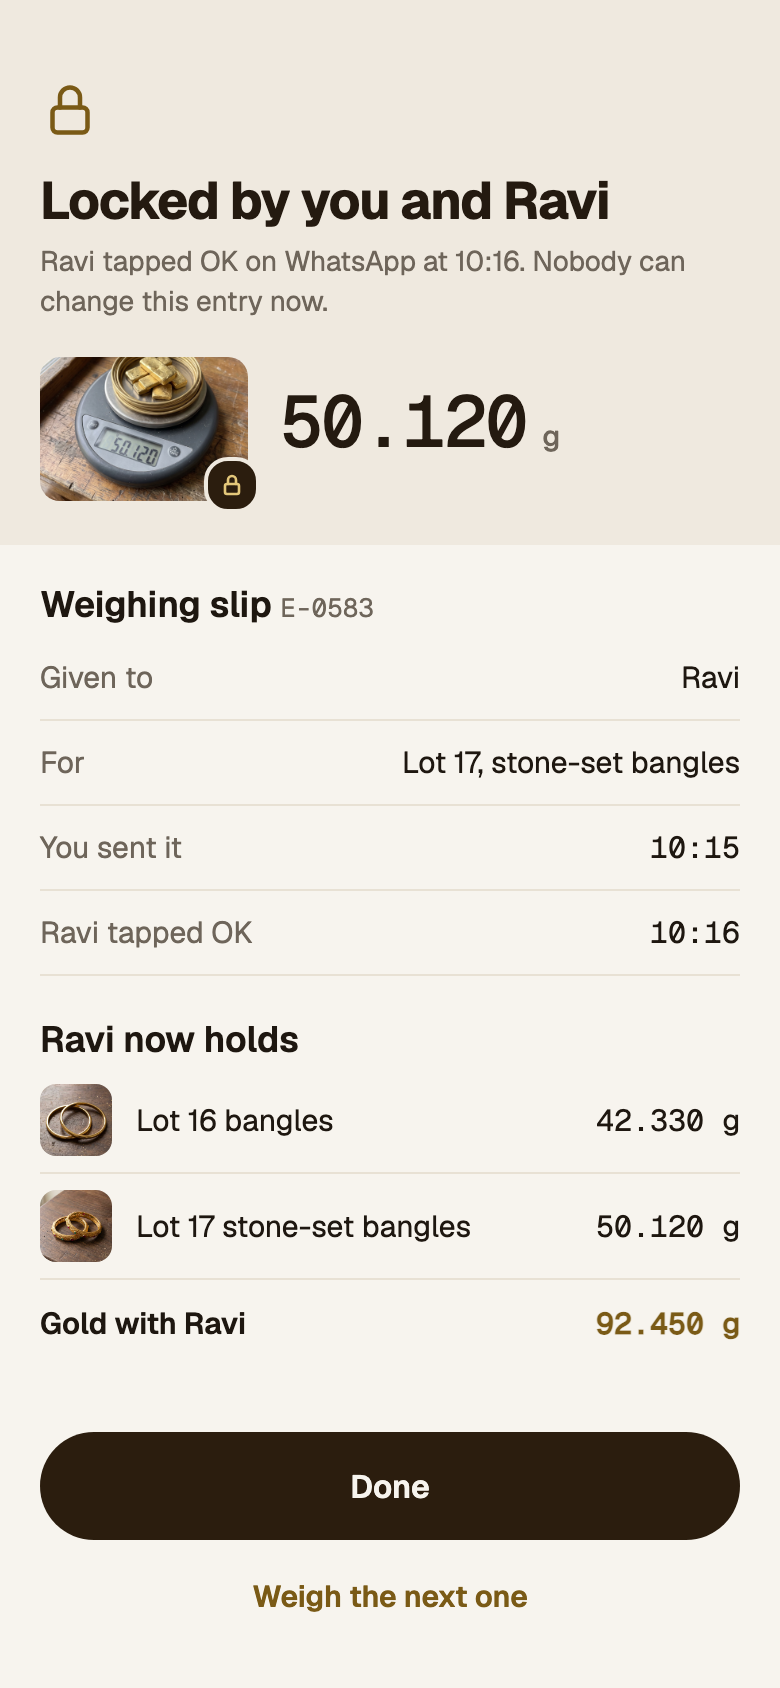 Locked by you and Ravi
Ravi tapped OK on WhatsApp at 10:16. Nobody can
change this entry now.
50.120
50.120 g
Weighing slip E-0583
Given to Ravi
For Lot 17, stone-set bangles
You sent it 10:15
Ravi tapped OK 10:16
Ravi now holds
Lot 16 bangles 42.330 g
Lot 17 stone-set bangles 50.120 g
Gold with Ravi 92.450 g
Done
Weigh the next one